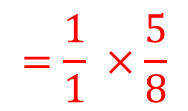 = 1/1 × 5/8